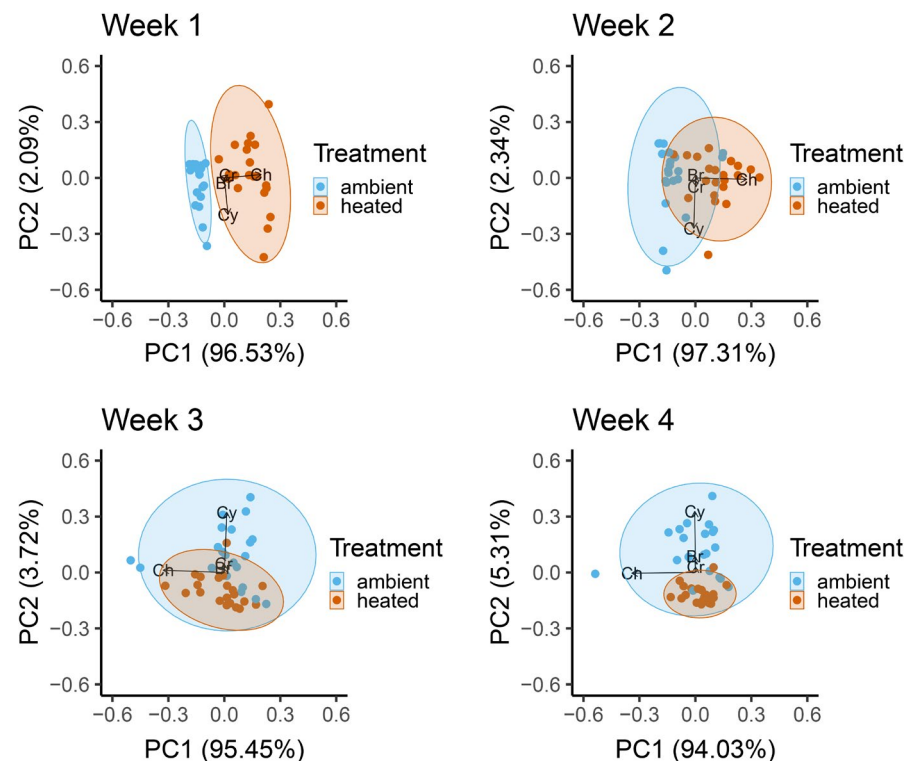 Week 1
0.6
0.3
0.0
−0.3
−0.6
PC2 (2.09%)
Cr
Ch
Br
Cy
−0.6 −0.3 0.0 0.3 0.6
PC1 (96.53%)
Treatment
ambient
heated
Week 2
0.6
0.3
0.0
−0.3
−0.6
PC2 (2.34%)
Br
Ch
Cr
Cy
−0.6 −0.3 0.0 0.3 0.6
PC1 (97.31%)
Treatment
ambient
heated
Week 3
0.6
0.3
0.0
−0.3
−0.6
PC2 (3.72%)
Cy
Cr
Br
Ch
−0.6 −0.3 0.0 0.3 0.6
PC1 (95.45%)
Treatment
ambient
heated
Week 4
0.6
0.3
0.0
−0.3
−0.6
PC2 (5.31%)
Cy
Br
Cr
Ch
−0.6 −0.3 0.0 0.3 0.6
PC1 (94.03%)
Treatment
ambient
heated